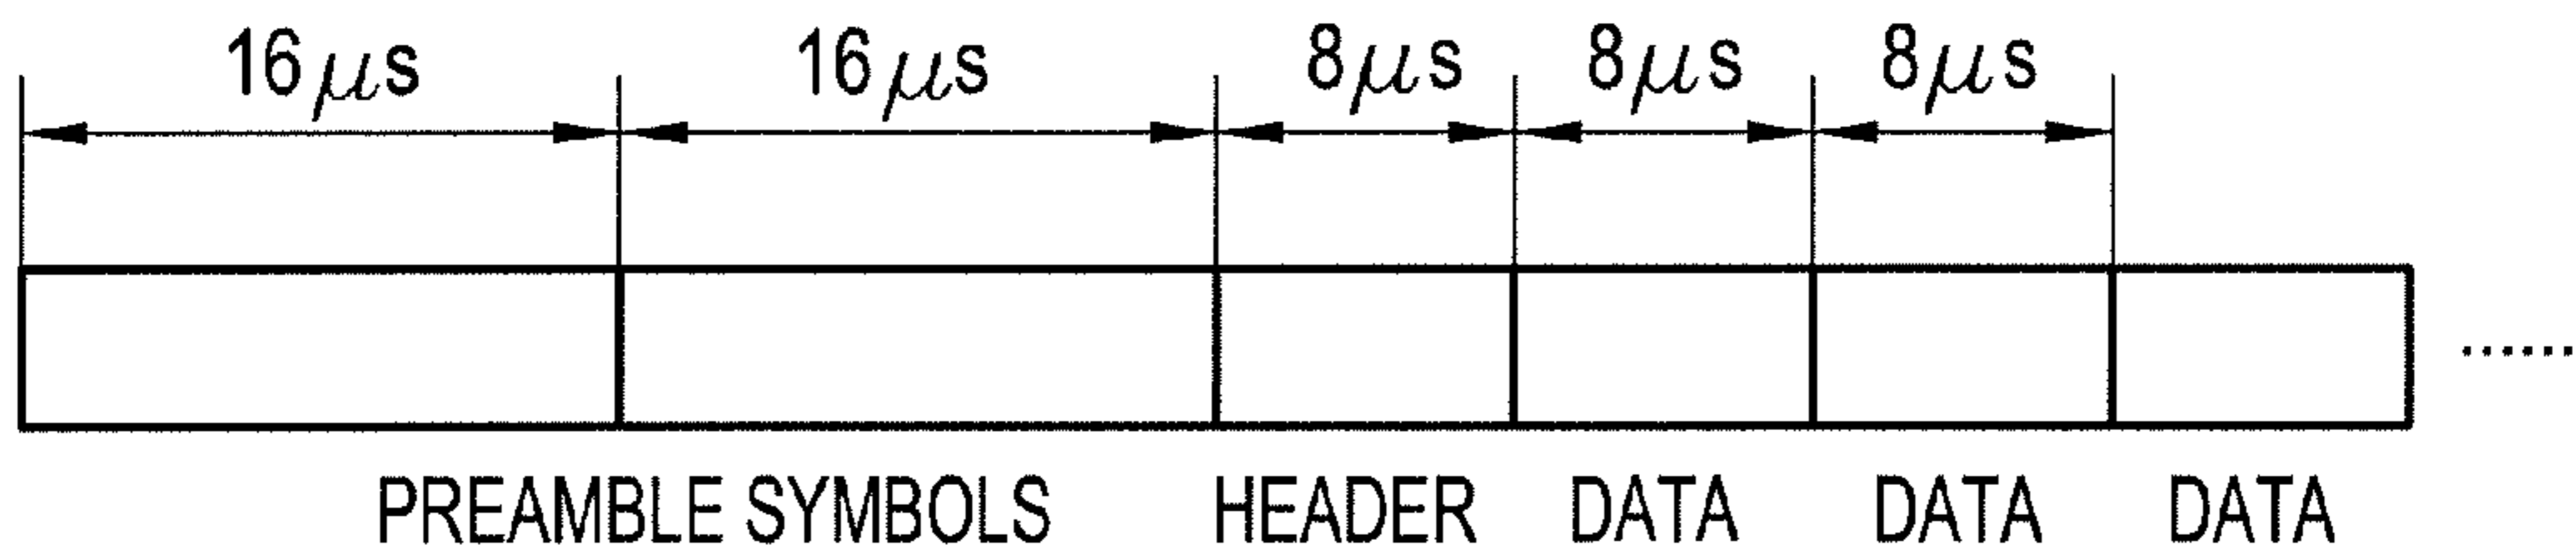 16μs 16μs 8μs 8μs 8μs
PREAMBLE SYMBOLS HEADER DATA DATA DATA